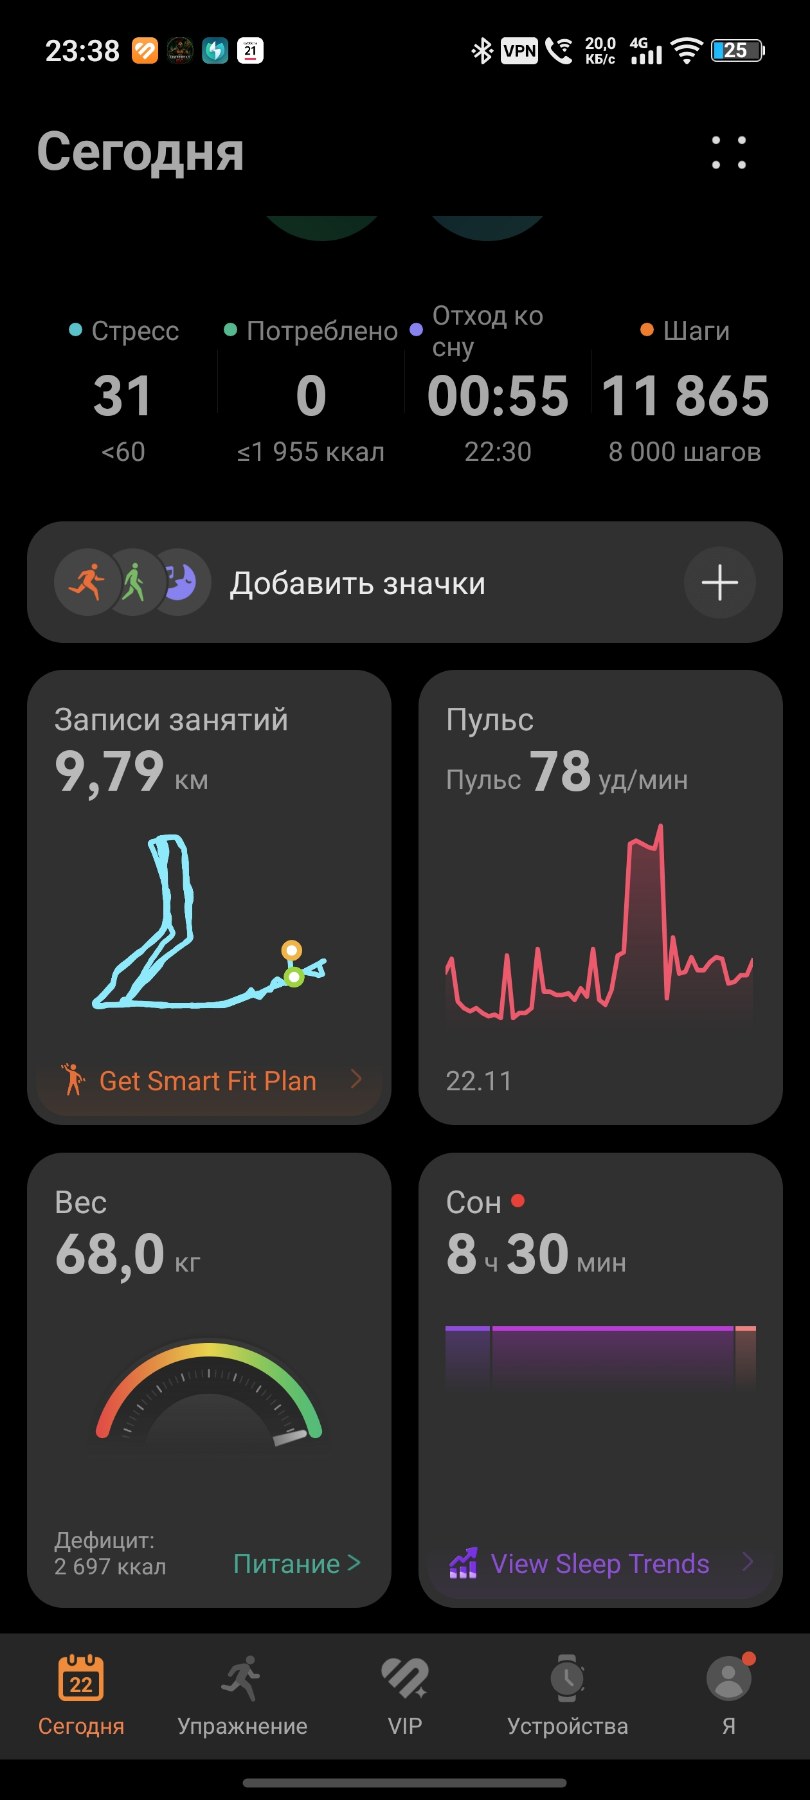 23:38 21 VPN 20,0 КБ/с 4G 25
Сегодня
Стресс
31
<60
Потреблено
0
≤1 955 ккал
Отход ко
сну
00:55
22:30
Шаги
11 865
8 000 шагов
Добавить значки
Записи занятий
9,79 км
Get Smart Fit Plan
Пульс
Пульс 78 уд/мин
22.11
Вес
68,0 кг
Дефицит:
2 697 ккал
Питание >
Сон
8 ч 30 мин
View Sleep Trends
22
Сегодня
Упражнение
VIP
Устройства
Я